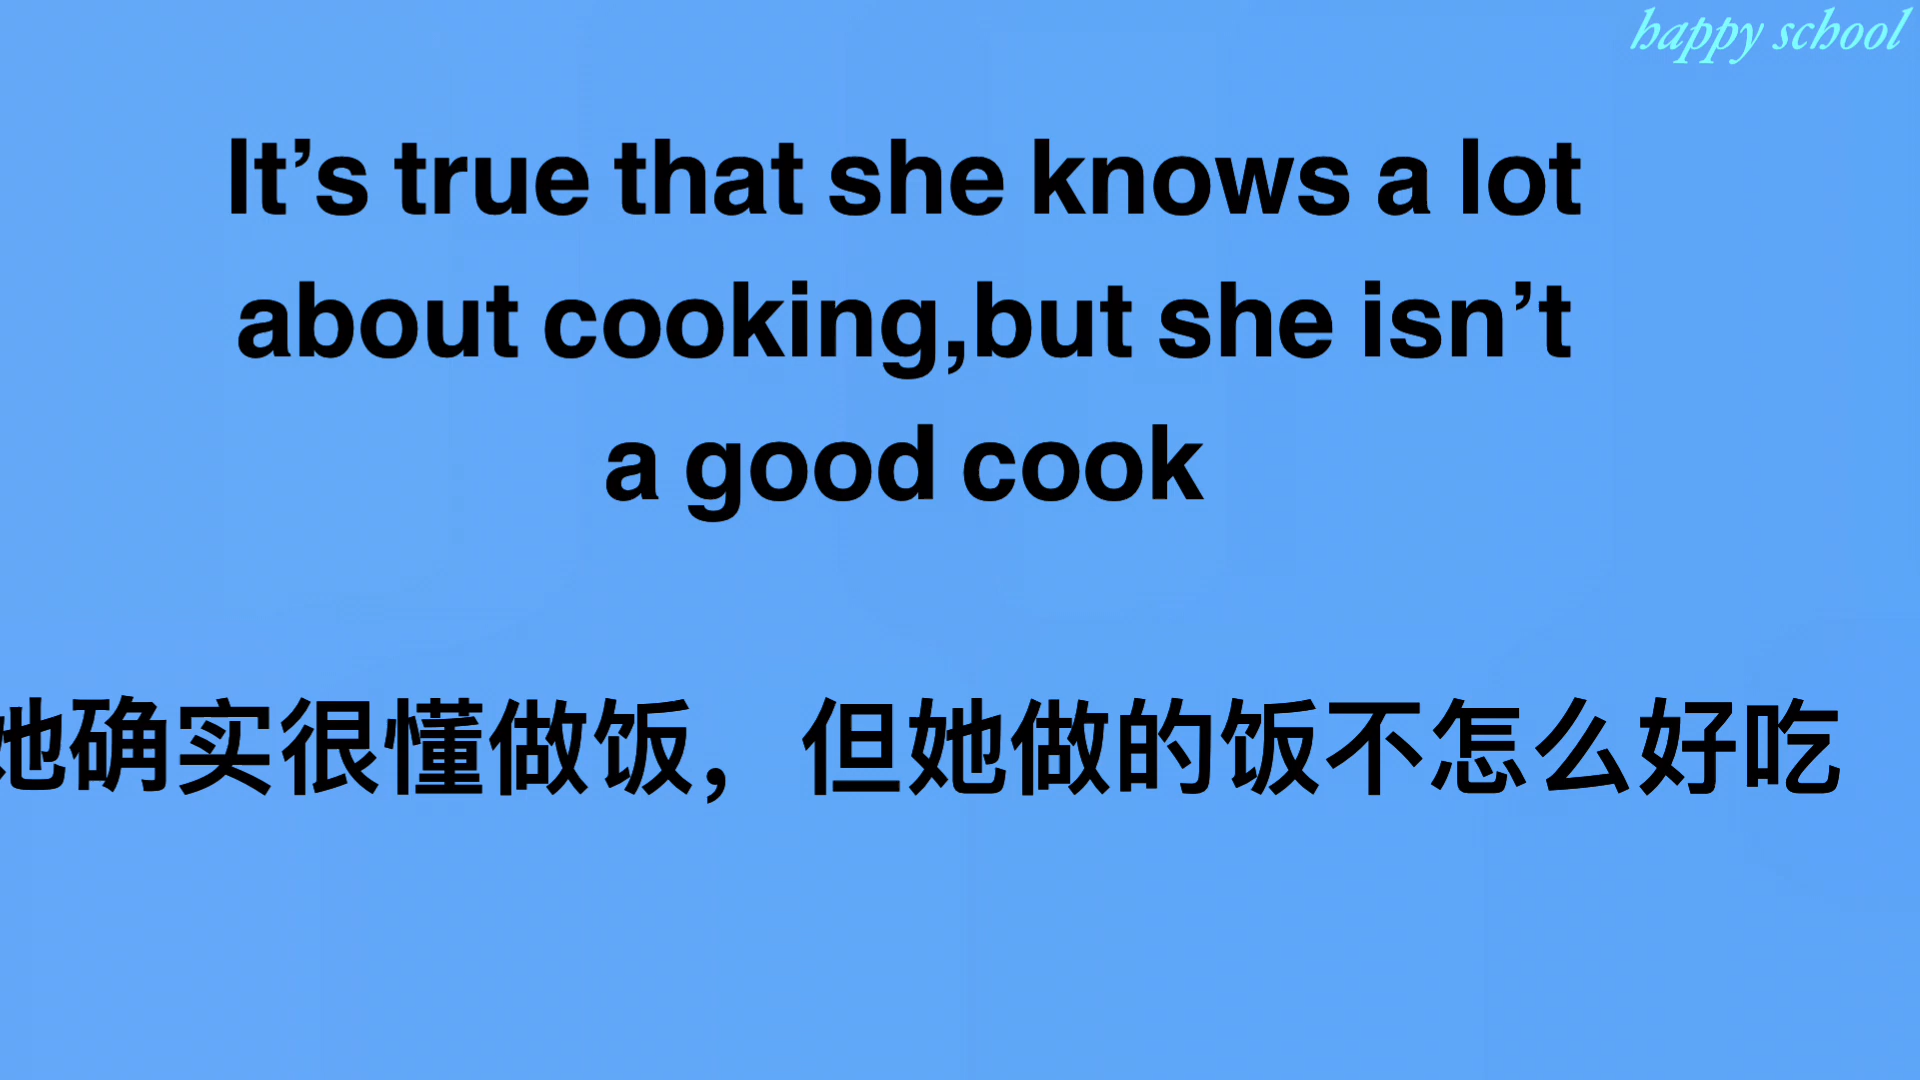 happy school
It’s true that she knows a lot
about cooking,but she isn’t
a good cook
她确实很懂做饭，但她做的饭不怎么好吃